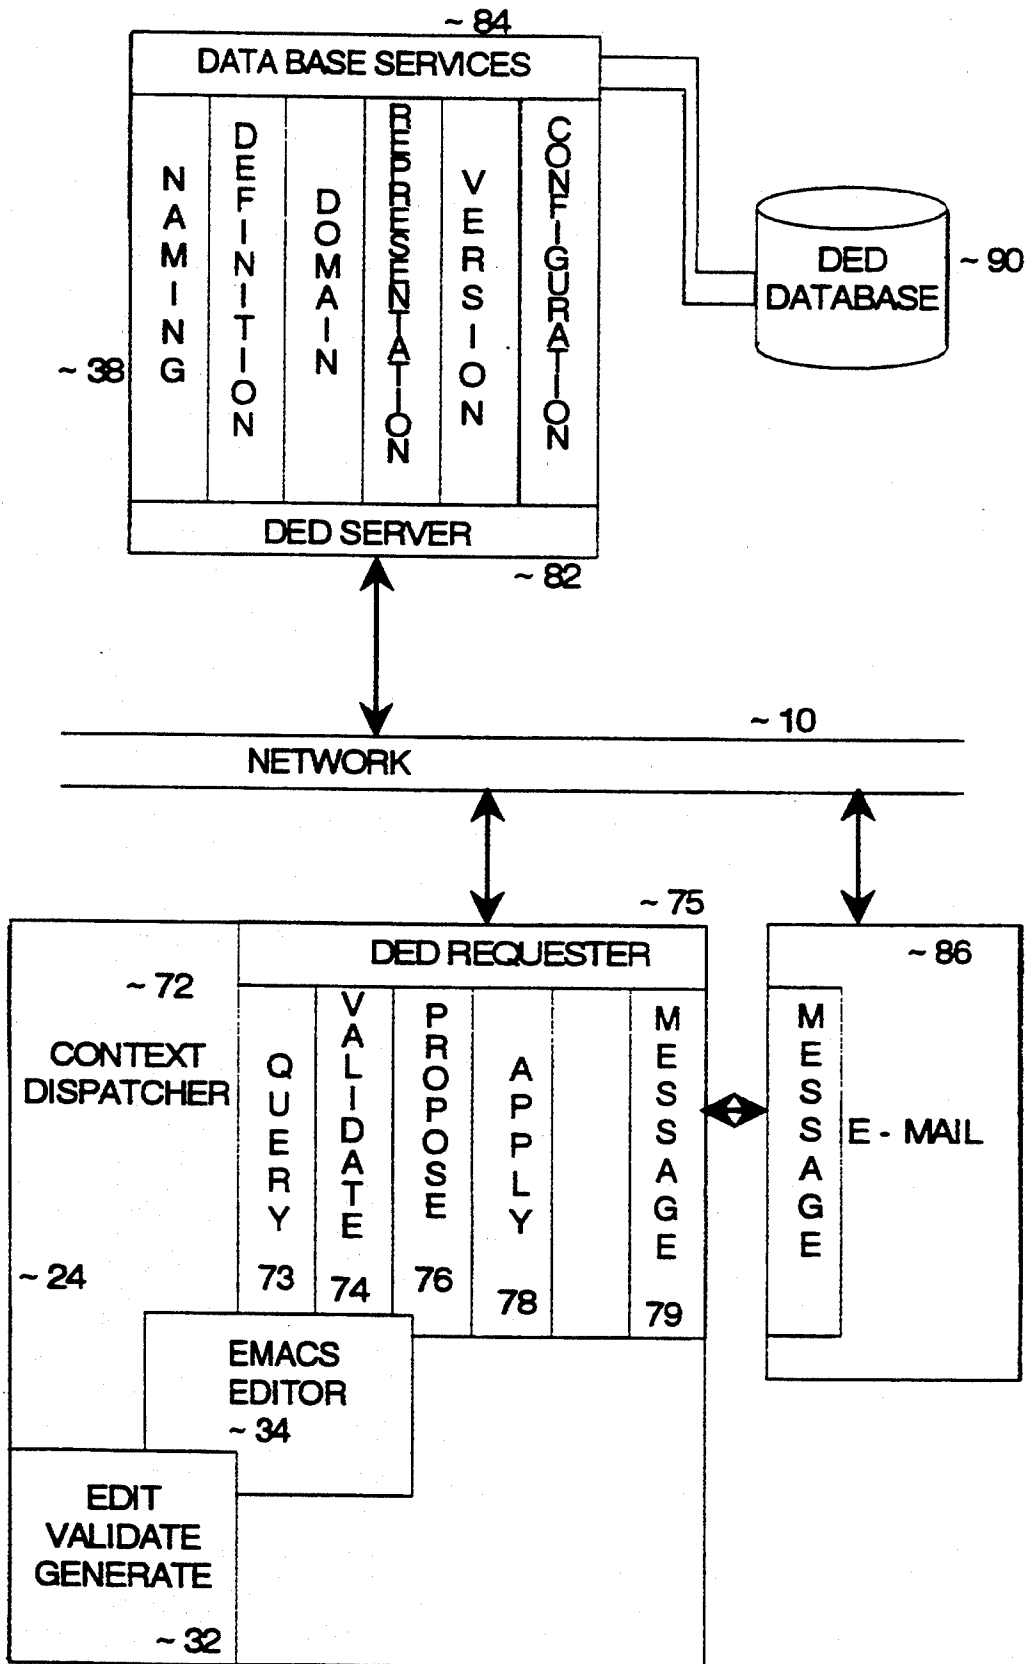 ~ 84
DATA BASE SERVICES
NAMING
DEFINITION
DOMAIN
REPRESENTATION
VERSION
CONFIGURATION
DED
DATABASE
~ 90
~ 38
DED SERVER
~ 82
~ 10
NETWORK
~ 75
DED REQUESTER
~ 86
~ 72
CONTEXT
DISPATCHER
QUERY
VALIDATE
PROPOSE
APPLY
MESSAGE
MESSAGE
E - MAIL
~ 24
73
74
76
78
79
EMACS
EDITOR
~ 34
EDIT
VALIDATE
GENERATE
~ 32